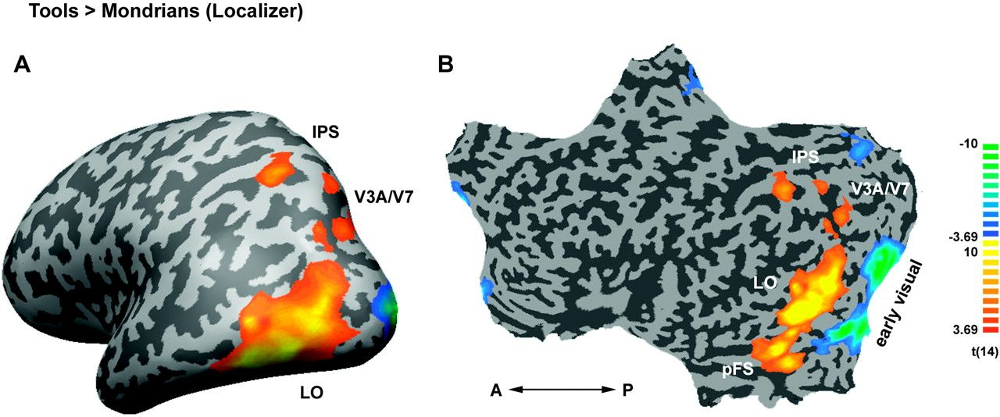 Tools > Mondrians (Localizer)
A
B
IPS
V3A/V7
LO
IPS
V3A/V7
LO
pFS
early visual
A
P
-10
-3.69
10
3.69
t(14)